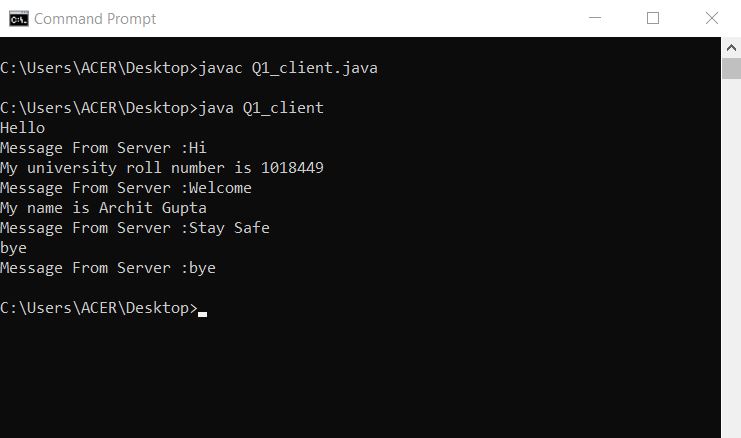 Command Prompt
C:\Users\ACER\Desktop>javac Q1_client.java
C:\Users\ACER\Desktop>java Q1_client
Hello
Message From Server :Hi
My university roll number is 1018449
Message From Server :Welcome
My name is Archit Gupta
Message From Server :Stay Safe
bye
Message From Server :bye
C:\Users\ACER\Desktop>